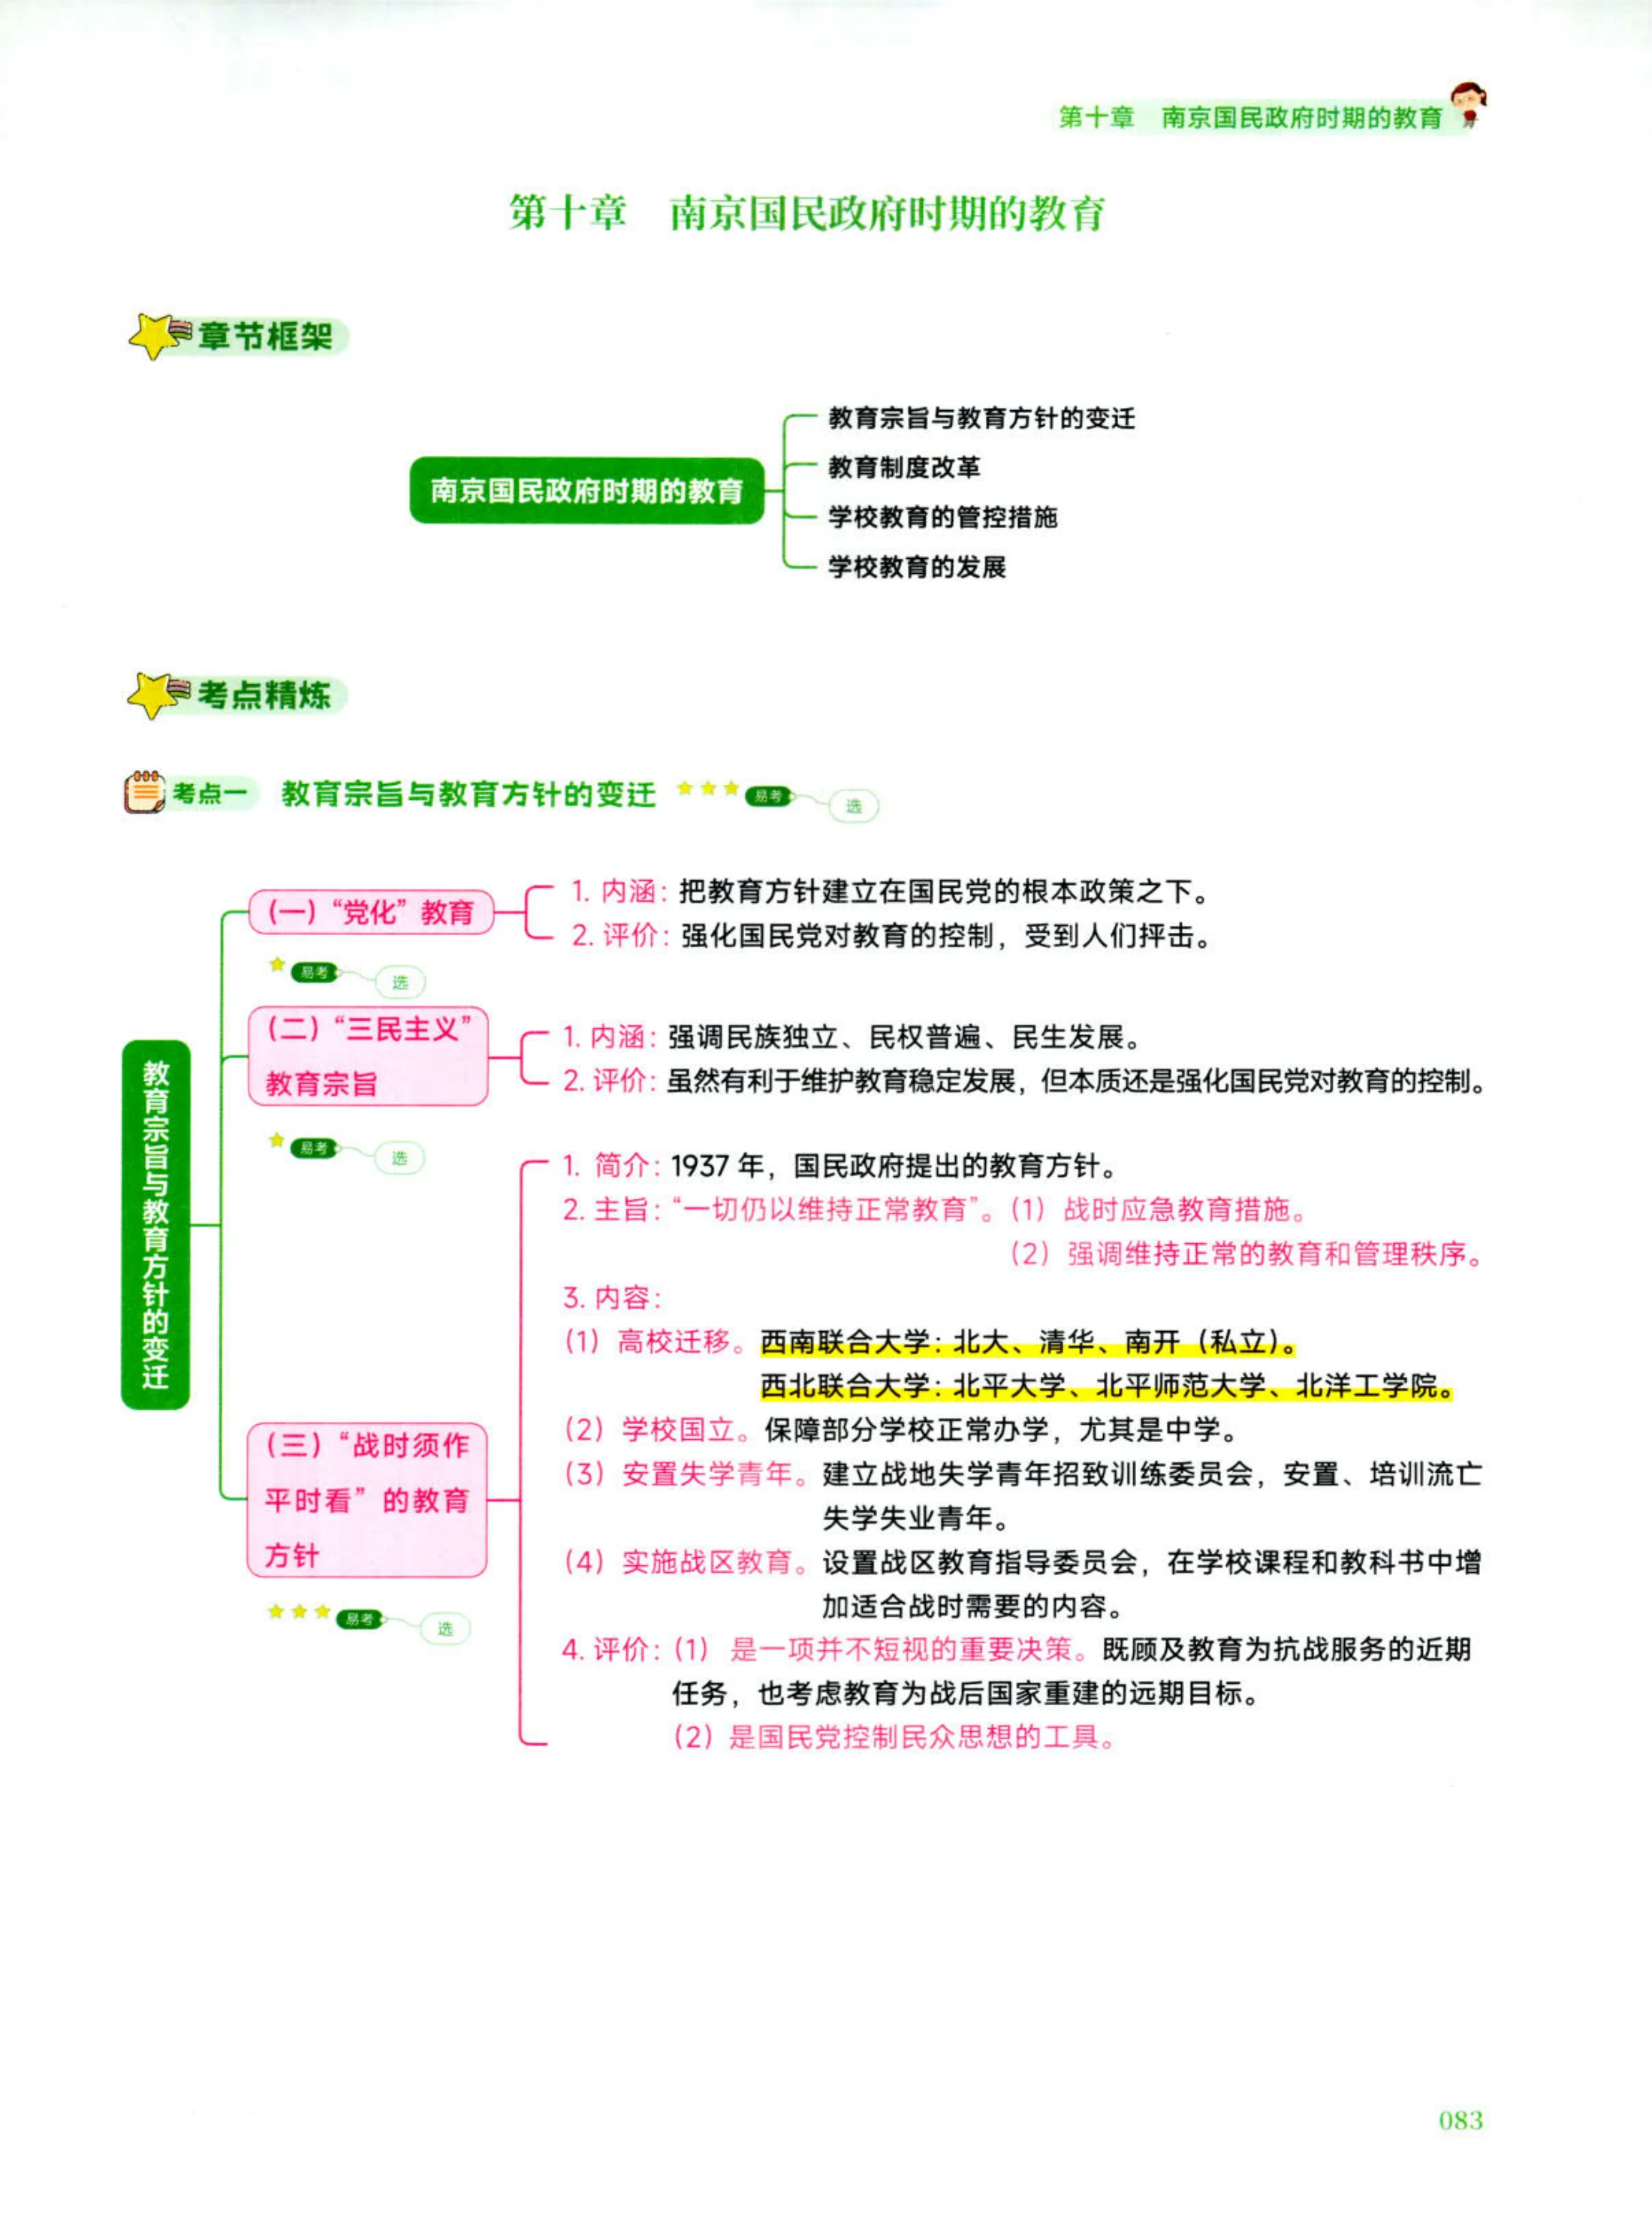 第十章 南京国民政府时期的教育
第十章 南京国民政府时期的教育
章节框架
南京国民政府时期的教育
教育宗旨与教育方针的变迁
教育制度改革
学校教育的管控措施
学校教育的发展
考点精炼
考点一 教育宗旨与教育方针的变迁 易考 选
教育宗旨与教育方针的变迁
(一)“党化”教育
易考 选
1. 内涵：把教育方针建立在国民党的根本政策之下。
2. 评价：强化国民党对教育的控制，受到人们抨击。
(二)“三民主义”
教育宗旨
易考 选
1. 内涵：强调民族独立、民权普遍、民生发展。
2. 评价：虽然有利于维护教育稳定发展，但本质还是强化国民党对教育的控制。
(三)“战时须作
平时看”的教育
方针
易考 选
1. 简介：1937 年，国民政府提出的教育方针。
2. 主旨：“一切仍以维持正常教育”。(1) 战时应急教育措施。
(2) 强调维持正常的教育和管理秩序。
3. 内容：
(1) 高校迁移。西南联合大学：北大、清华、南开（私立）。
西北联合大学：北平大学、北平师范大学、北洋工学院。
(2) 学校国立。保障部分学校正常办学，尤其是中学。
(3) 安置失学青年。建立战地失学青年招致训练委员会，安置、培训流亡
失学失业青年。
(4) 实施战区教育。设置战区教育指导委员会，在学校课程和教科书中增
加适合战时需要的内容。
4. 评价：(1) 是一项并不短视的重要决策。既顾及教育为抗战服务的近期
任务，也考虑教育为战后国家重建的远期目标。
(2) 是国民党控制民众思想的工具。
083